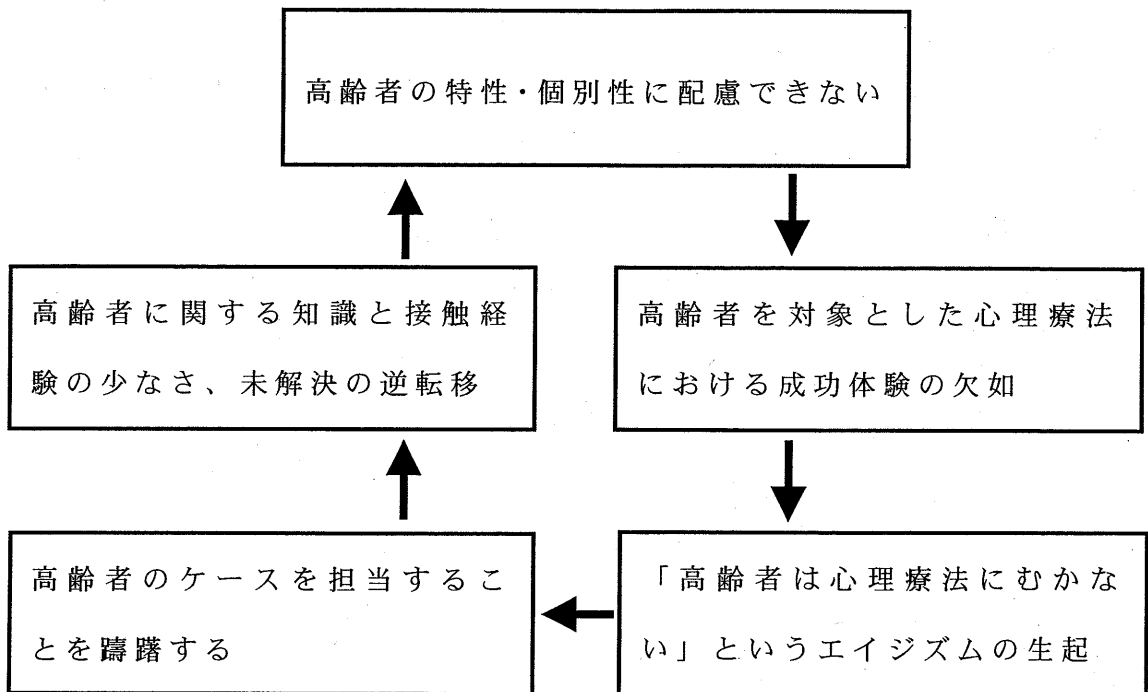 高齢者の特性・個別性に配慮できない
高齢者に関する知識と接触経
験の少なさ、未解決の逆転移
高齢者を対象とした心理療法
における成功体験の欠如
高齢者のケースを担当するこ
とを躊躇する
「高齢者は心理療法にむかな
い」というエイジズムの生起